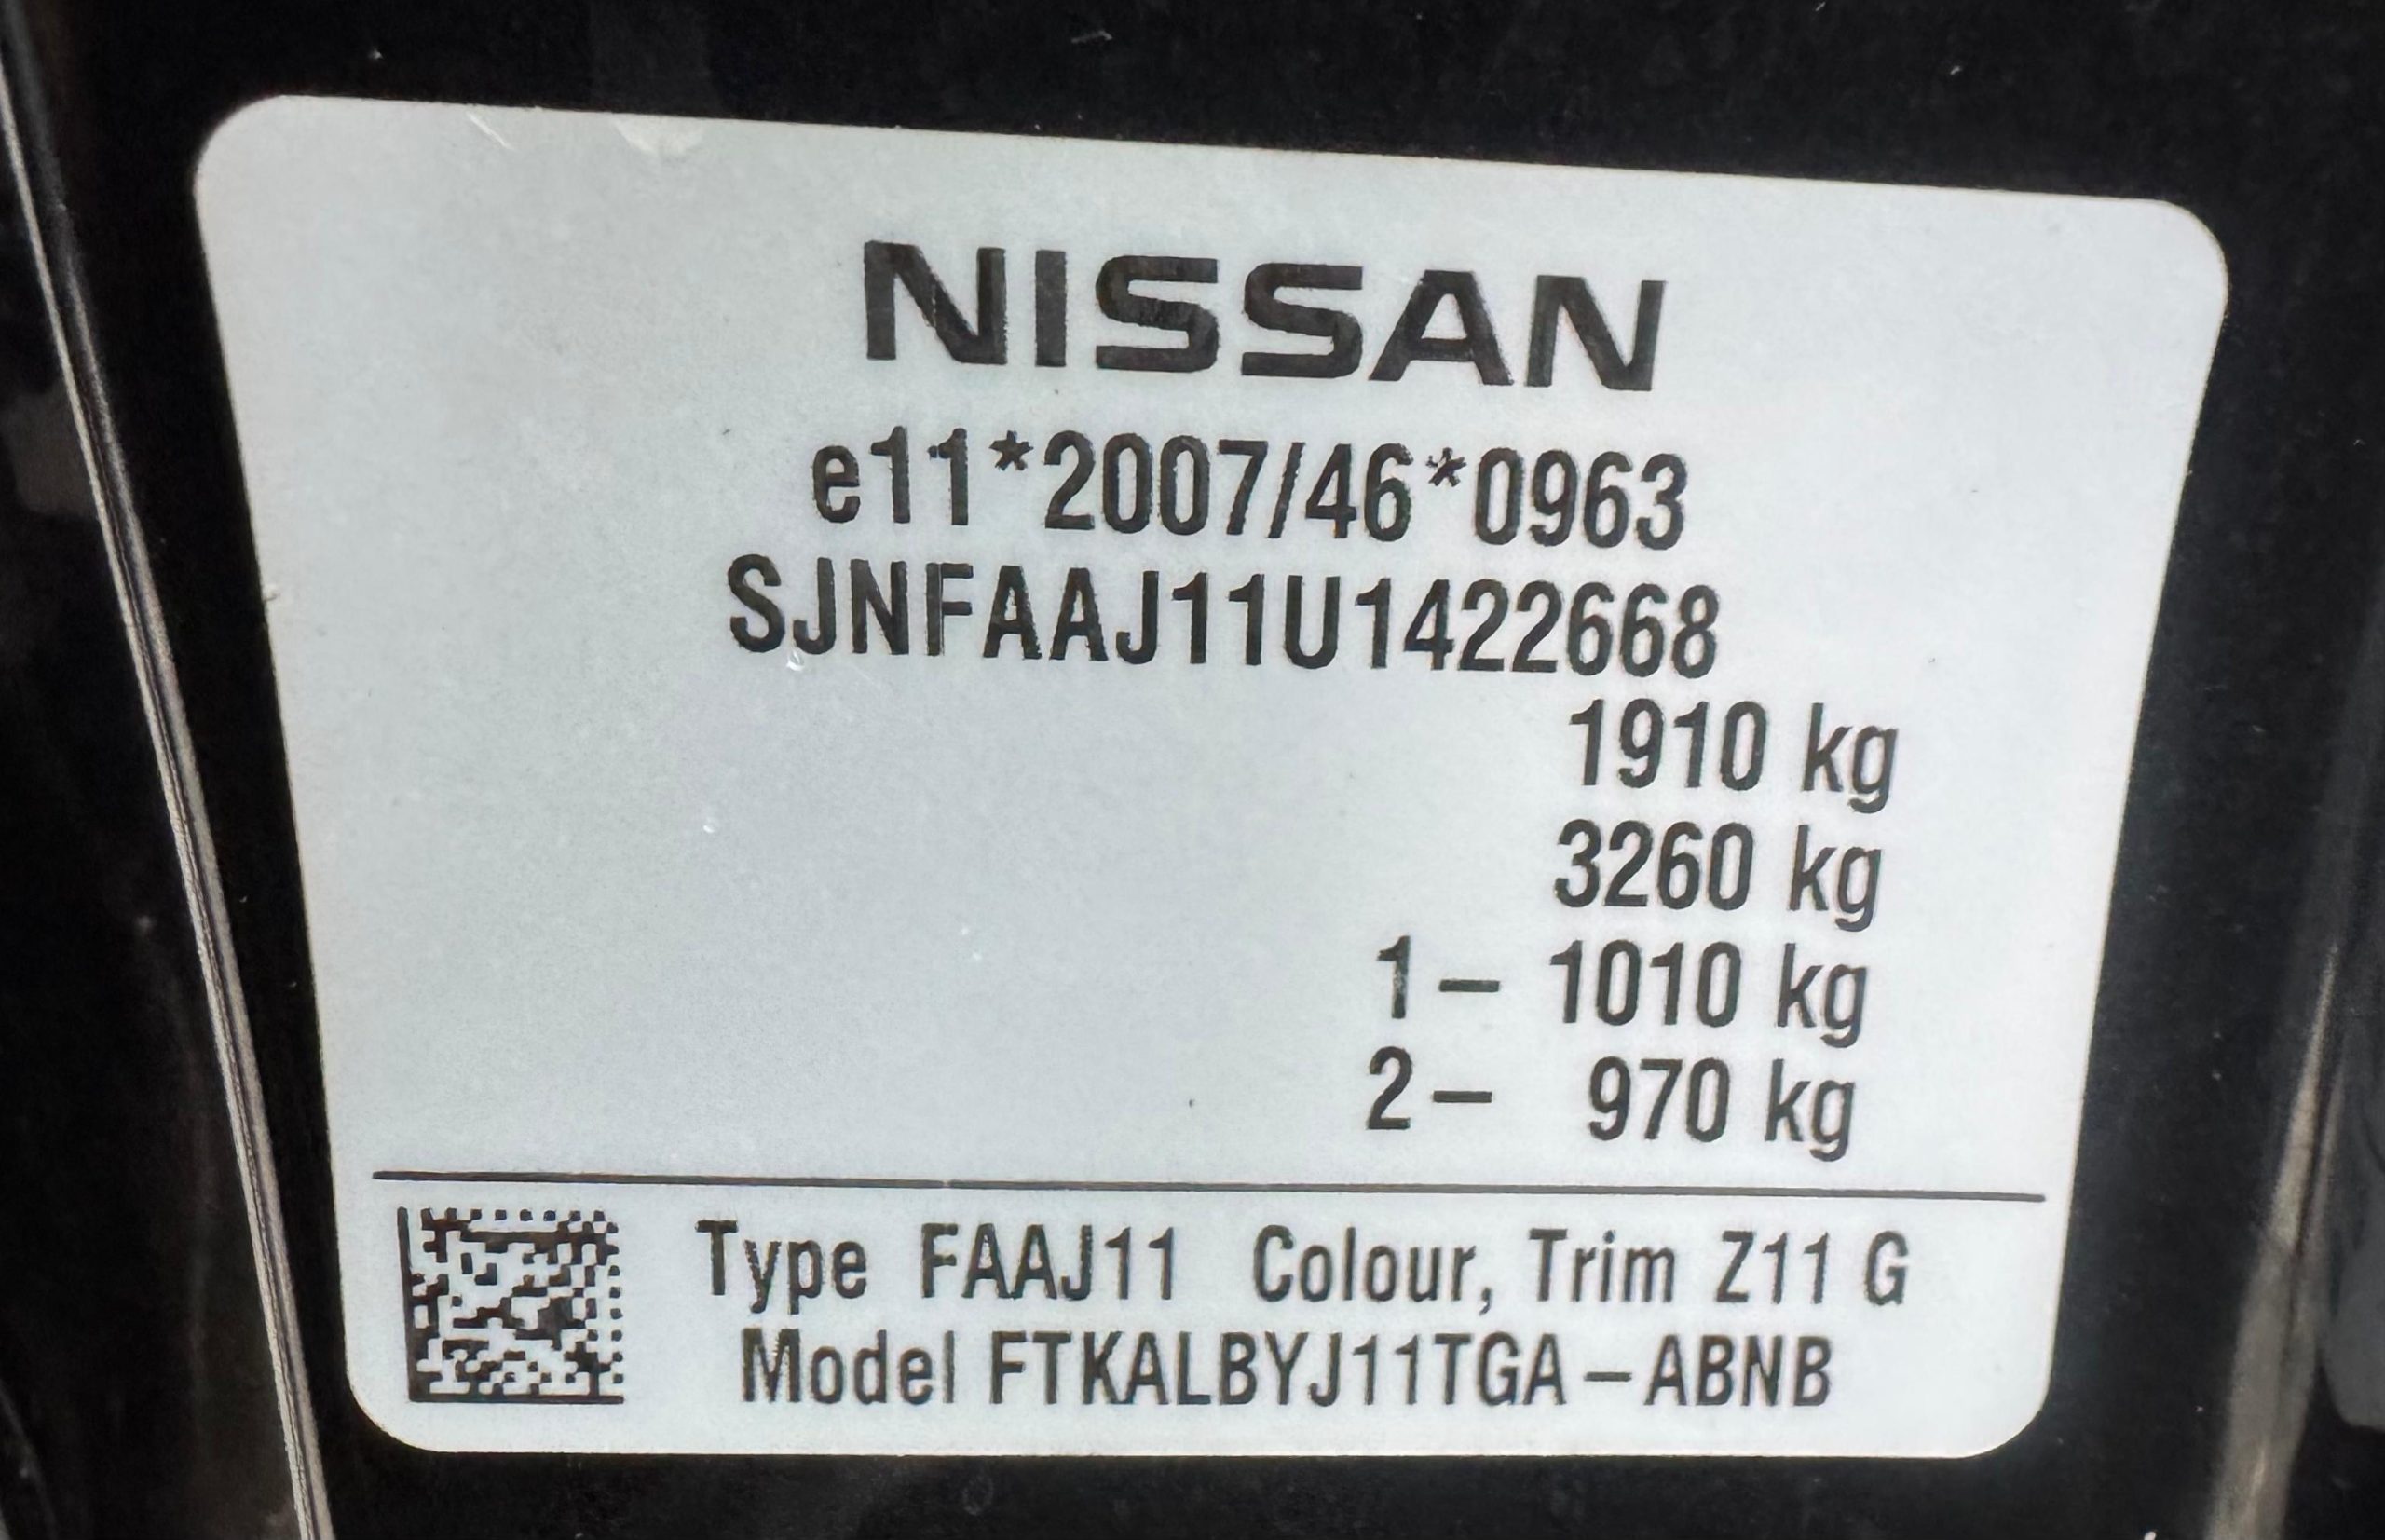 NISSAN
e11*2007/46*0963
SJNFAAJ11U1422668
1910 kg
3260 kg
1– 1010 kg
2– 970 kg
Type FAAJ11 Colour, Trim Z11 G
Model FTKALBYJ11TGA–ABNB